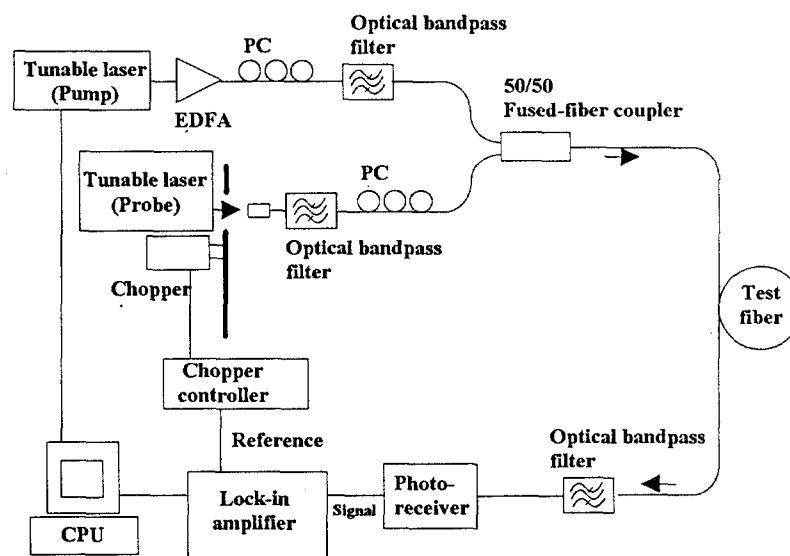 Optical bandpass
filter
PC
Tunable laser
(Pump)
EDFA
50/50
Fused-fiber coupler
Tunable laser
(Probe)
PC
Optical bandpass
filter
Chopper
Test
fiber
Chopper
controller
Reference
Optical bandpass
filter
Lock-in
amplifier
Signal
Photo-
receiver
CPU